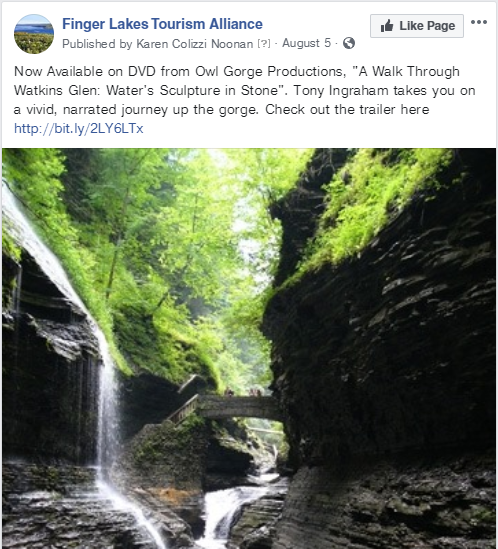 Finger Lakes Tourism Alliance
Like Page
Published by Karen Colizzi Noonan [?] · August 5 ·
Now Available on DVD from Owl Gorge Productions, "A Walk Through
Watkins Glen: Water's Sculpture in Stone". Tony Ingraham takes you on
a vivid, narrated journey up the gorge. Check out the trailer here
http://bit.ly/2LY6LTx